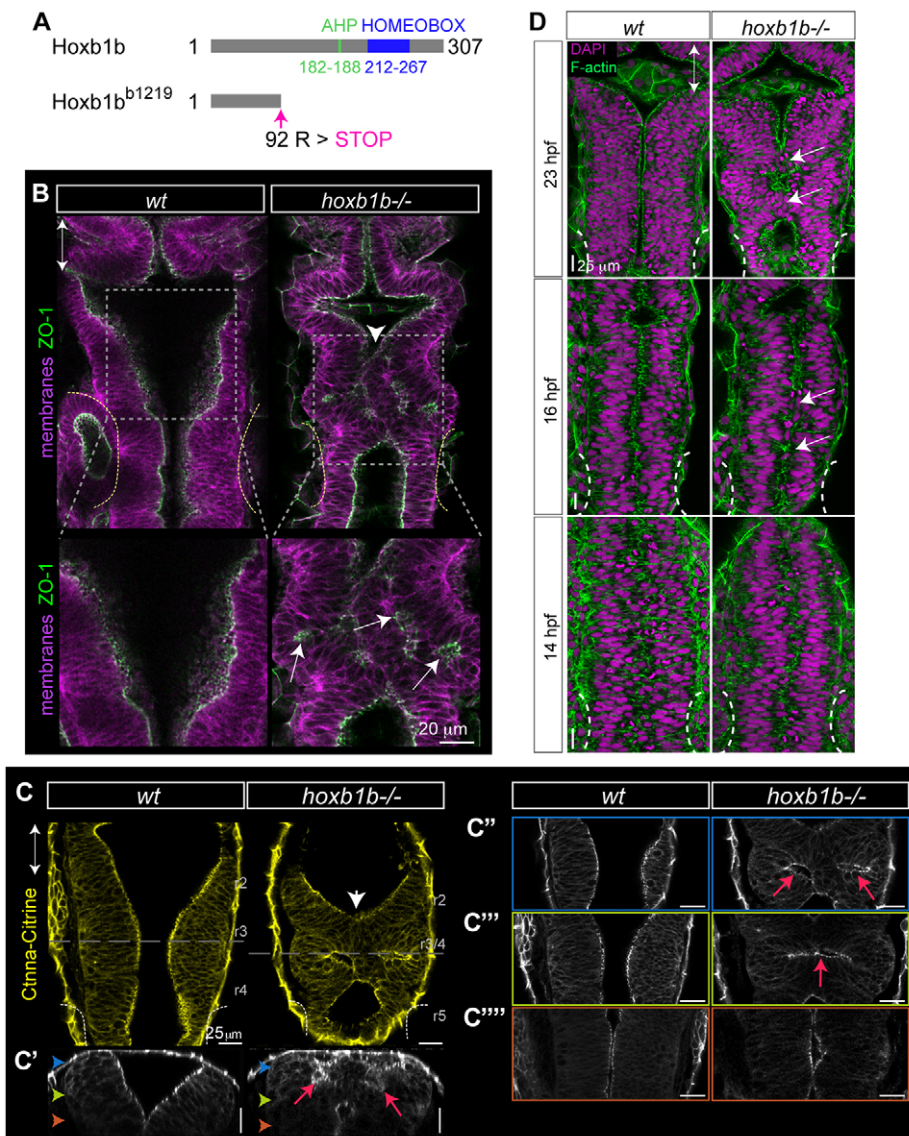 A
AHP HOMEOBOX
Hoxb1b 1 307
182-188 212-267
Hoxb1b b1219 1
92 R > STOP
B
wt hoxb1b-/-
membranes ZO-1
membranes ZO-1
20 μm
D
wt hoxb1b-/-
DAPI
F-actin
23 hpf
25 μm
16 hpf
14 hpf
C
wt hoxb1b-/-
Ctnna-Citrine
r2 r2
r3 r3/4
r4 r5
25μm
C'
wt hoxb1b-/-
C''
C'''
C''''